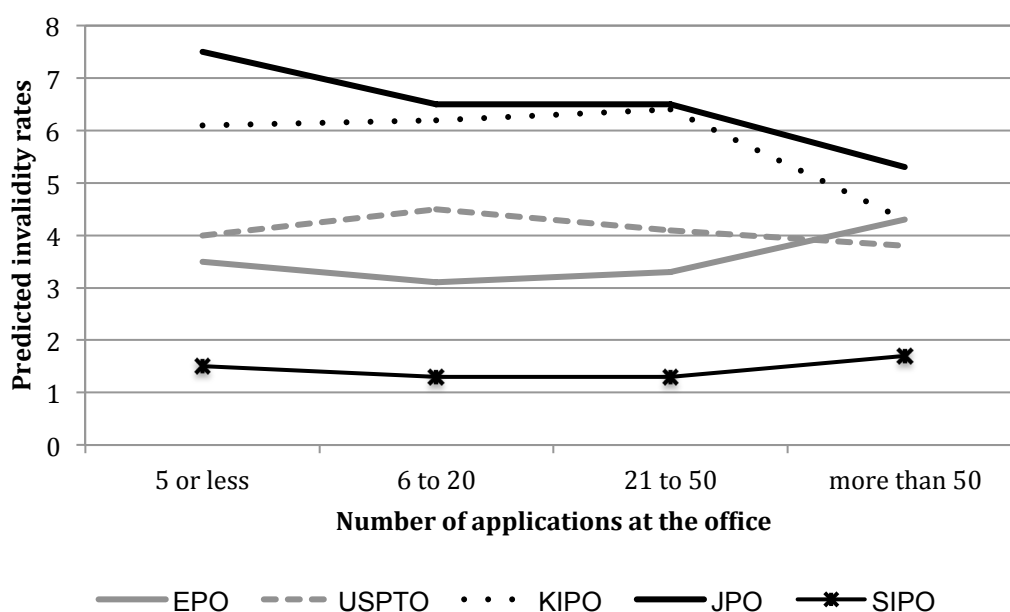 8
7
6
5
4
3
2
1
0
Predicted invalidity rates
5 or less 6 to 20 21 to 50 more than 50
Number of applications at the office
EPO USPTO KIPO JPO SIPO